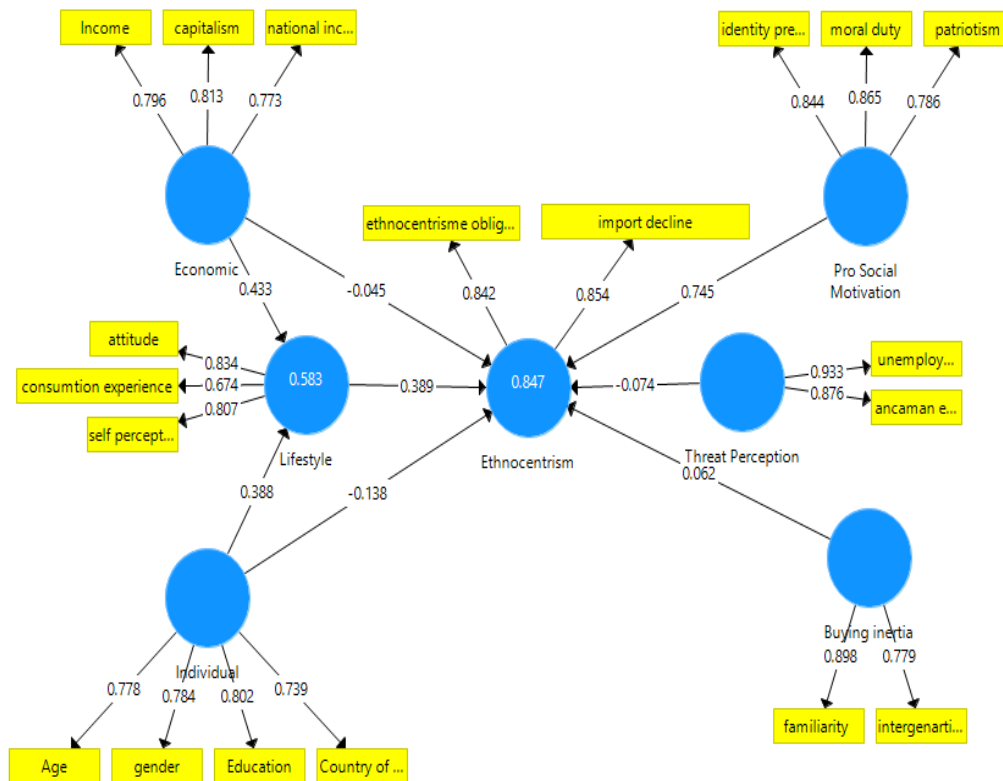 Income
capitalism
national inc...
identity pre...
moral duty
patriotism
0.796
0.813
0.773
0.844
0.865
0.786
ethnocentrisme oblig...
import decline
Economic
Pro Social
Motivation
0.433
-0.045
0.842
0.854
0.745
attitude
consumtion experience
self percept...
0.834
0.674
0.807
0.583
0.389
0.847
-0.074
0.933
0.876
unemploy...
ancaman e...
Lifestyle
Ethnocentrism
Threat Perception
0.062
0.388
-0.138
Individual
Buying inertia
0.778
0.784
0.802
0.739
0.898
0.779
familiarity
intergenarti...
Age
gender
Education
Country of ...